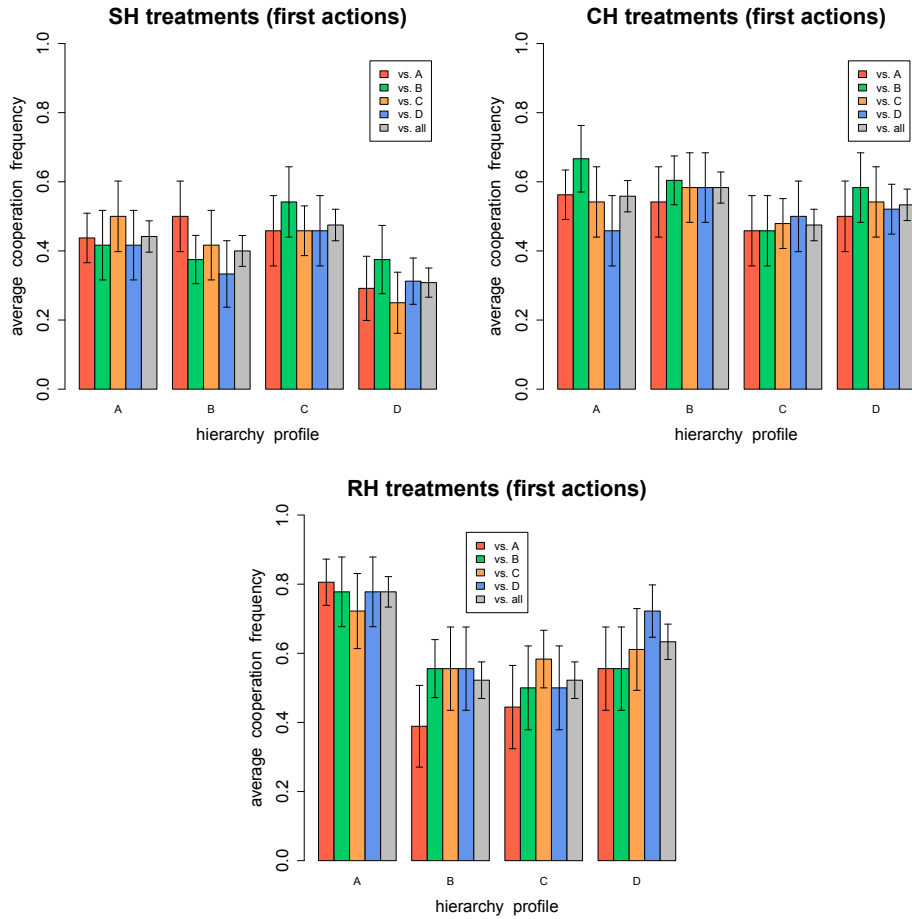 SH treatments (first actions)
average cooperation frequency
0.0 0.2 0.4 0.6 0.8 1.0
vs. A
vs. B
vs. C
vs. D
vs. all
A B C D
hierarchy profile
CH treatments (first actions)
average cooperation frequency
0.0 0.2 0.4 0.6 0.8 1.0
vs. A
vs. B
vs. C
vs. D
vs. all
A B C D
hierarchy profile
RH treatments (first actions)
average cooperation frequency
0.0 0.2 0.4 0.6 0.8 1.0
vs. A
vs. B
vs. C
vs. D
vs. all
A B C D
hierarchy profile